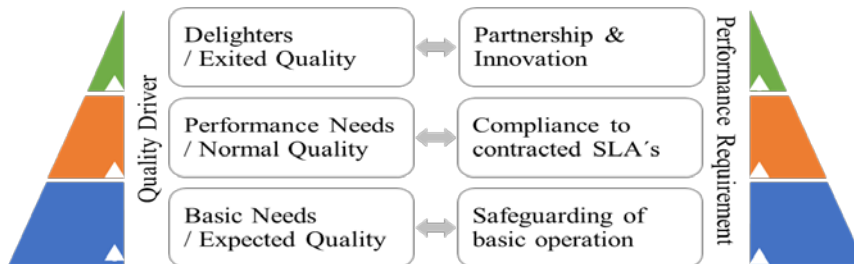 Quality Driver
Delighters
/ Exited Quality
Partnership &
Innovation
Performance Needs
/ Normal Quality
Compliance to
contracted SLA´s
Basic Needs
/ Expected Quality
Safeguarding of
basic operation
Performance Requirement